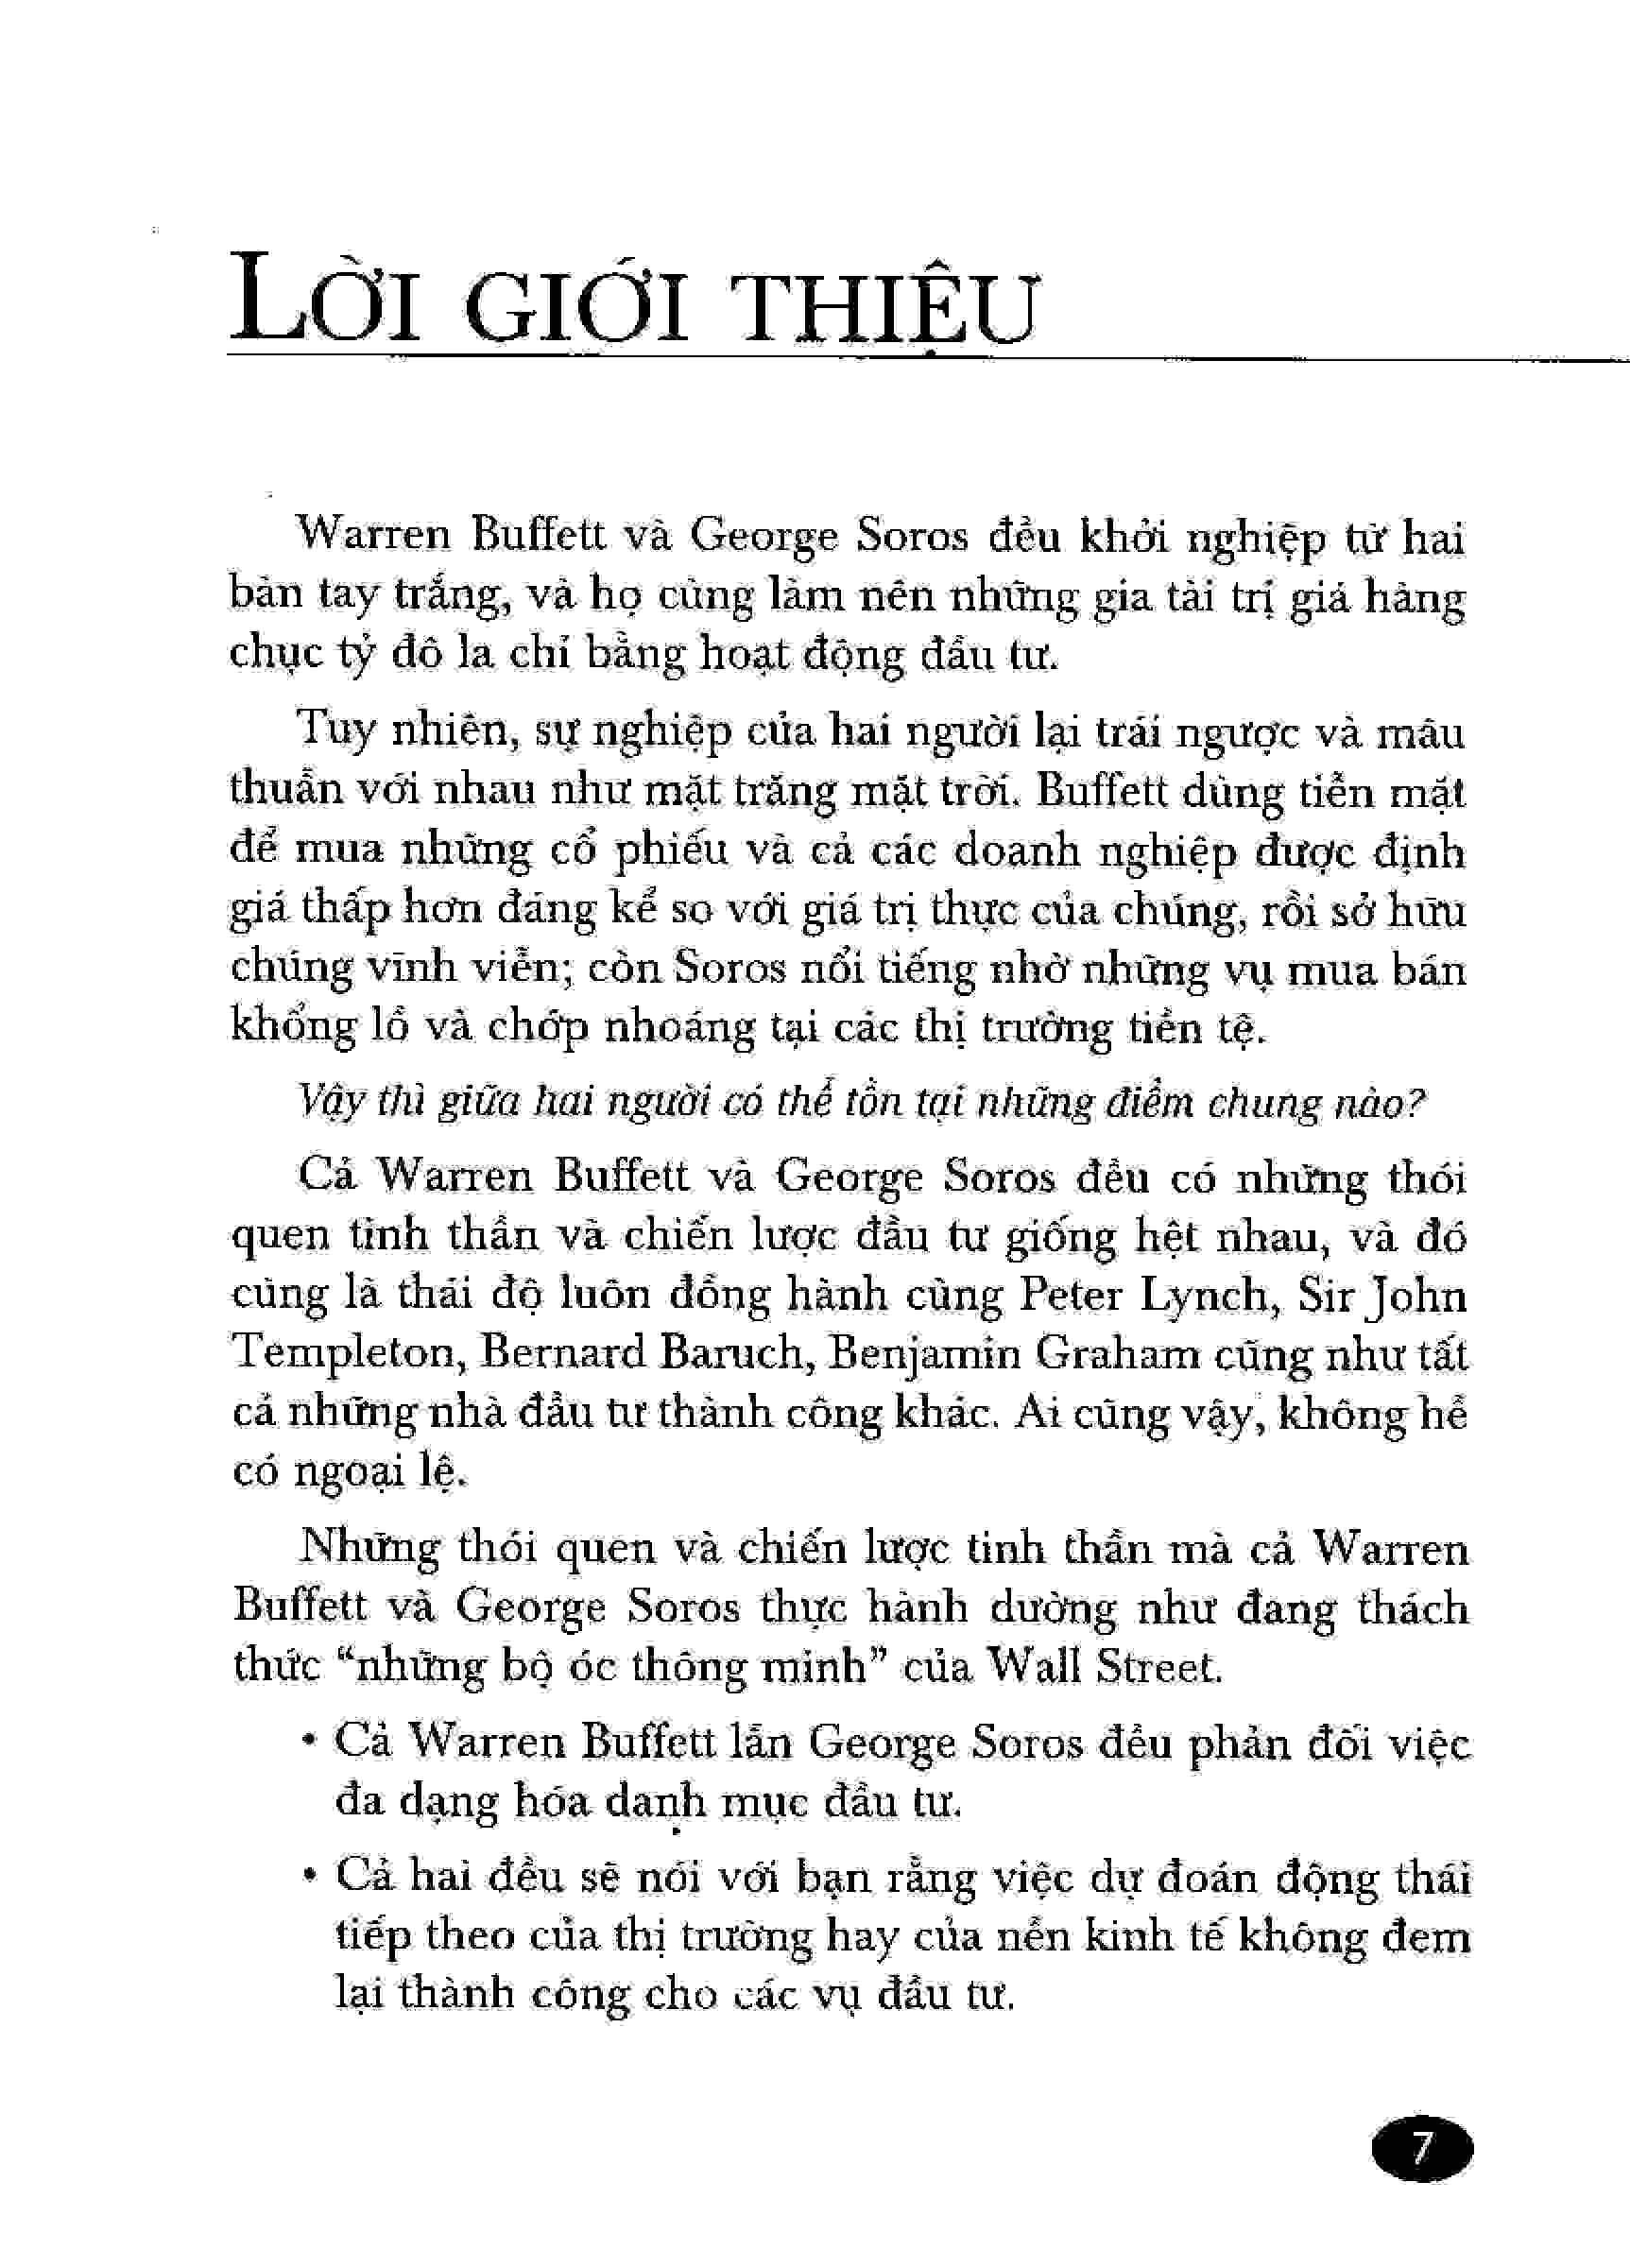 LỜI GIỚI THIỆU
Warren Buffett và George Soros đều khởi nghiệp từ hai
bàn tay trắng, và họ cùng làm nên những gia tài trị giá hàng
chục tỷ đô la chỉ bằng hoạt động đầu tư.
Tuy nhiên, sự nghiệp của hai người lại trái ngược và mâu
thuẫn với nhau như mặt trăng mặt trời. Buffett dùng tiền mặt
để mua những cổ phiếu và cả các doanh nghiệp được định
giá thấp hơn đáng kể so với giá trị thực của chúng, rồi sở hữu
chúng vĩnh viễn; còn Soros nổi tiếng nhờ những vụ mua bán
khổng lồ và chớp nhoáng tại các thị trường tiền tệ.
Vậy thì giữa hai người có thể tồn tại những điểm chung nào?
Cả Warren Buffett và George Soros đều có những thói
quen tinh thần và chiến lược đầu tư giống hệt nhau, và đó
cũng là thái độ luôn đồng hành cùng Peter Lynch, Sir John
Templeton, Bernard Baruch, Benjamin Graham cũng như tất
cả những nhà đầu tư thành công khác. Ai cũng vậy, không hề
có ngoại lệ.
Những thói quen và chiến lược tinh thần mà cả Warren
Buffett và George Soros thực hành dường như đang thách
thức “những bộ óc thông minh” của Wall Street.
• Cả Warren Buffett lẫn George Soros đều phản đối việc
đa dạng hóa danh mục đầu tư.
• Cả hai đều sẽ nói với bạn rằng việc dự đoán động thái
tiếp theo của thị trường hay của nền kinh tế không đem
lại thành công cho các vụ đầu tư.
7